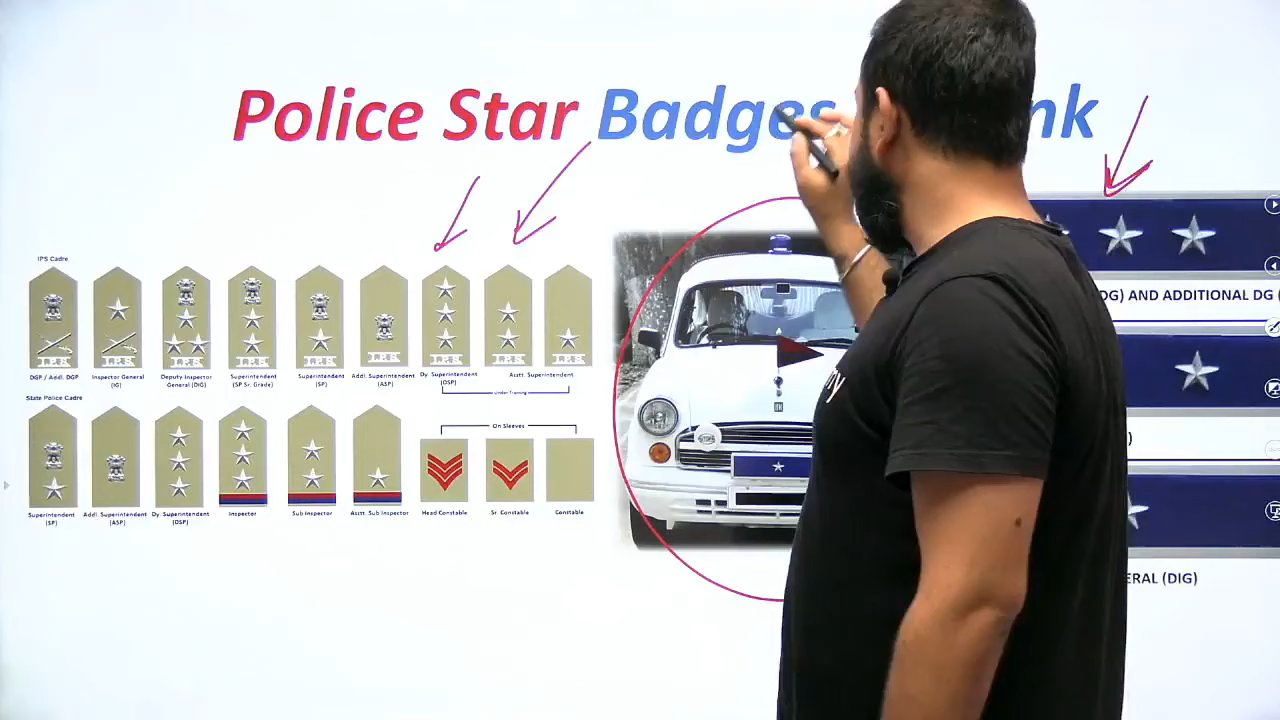 Police Star Badges
nk
IPS Cadre
I.P.S I.P.S I.P.S I.P.S I.P.S I.P.S I.P.S I.P.S
DGP / Addl. DGP
Inspector General
(IG)
Deputy Inspector
General (DIG)
Superintendent
(SP Sr. Grade)
Superintendent
(SP)
Addl. Superintendent
(ASP)
Dy. Superintendent
(DSP)
Asstt. Superintendent
under Training
State Police Cadre
On Sleeves
Superintendent
(SP)
Addl. Superintendent
(ASP)
Dy. Superintendent
(DSP)
Inspector
Sub Inspector
Asstt. Sub Inspector
Head Constable
Sr. Constable
Constable
DG) AND ADDITIONAL DG (
)
ERAL (DIG)
my